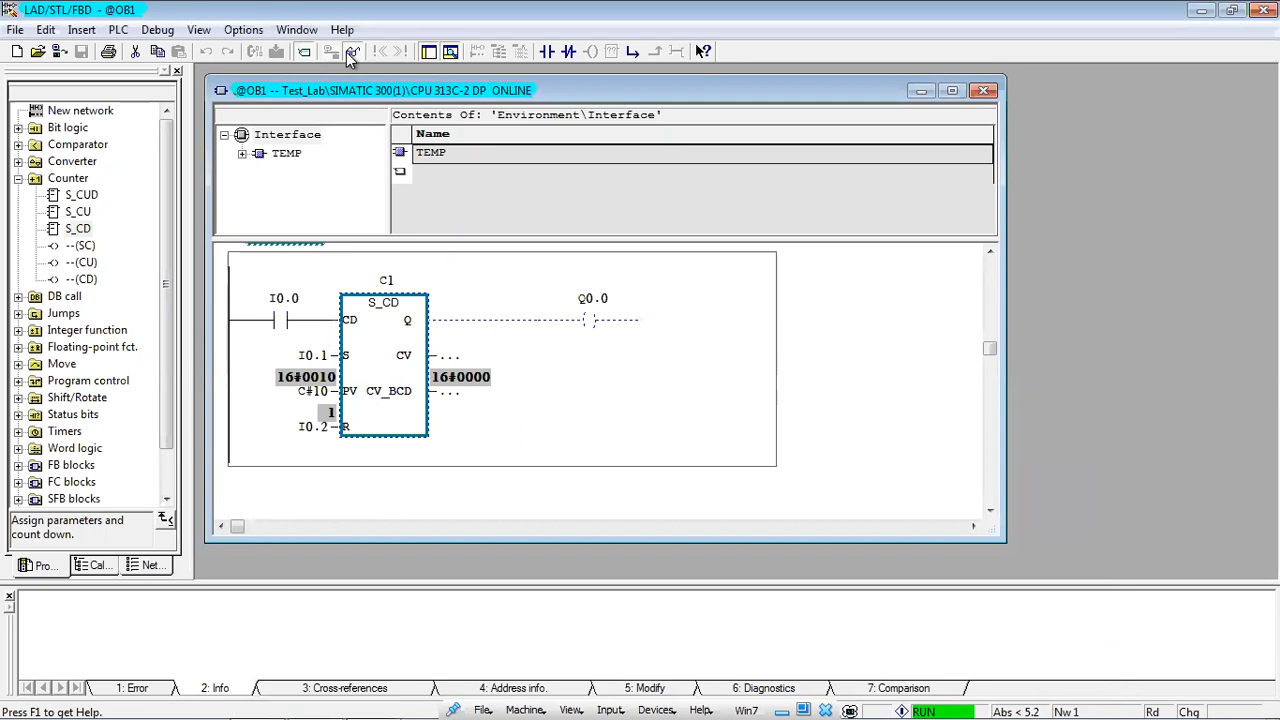 LAD/STL/FBD - @OB1
File Edit Insert PLC Debug View Options Window Help
@OB1 -- Test_Lab\SIMATIC 300(1)\CPU 313C-2 DP ONLINE
New network
Bit logic
Comparator
Converter
Counter
S_CUD
S_CU
S_CD
--(SC)
--(CU)
--(CD)
DB call
Jumps
Integer function
Floating-point fct.
Move
Program control
Shift/Rotate
Status bits
Timers
Word logic
FB blocks
FC blocks
SFB blocks
Assign parameters and
count down.
Pro... Cal... Net...
Interface
TEMP
Contents Of: 'Environment\Interface'
Name
TEMP
C1
I0.0 S_CD Q0.0
CD Q
I0.1 S CV ...
16#0010 16#0000
C#10 PV CV_BCD ...
1
I0.2 R
1: Error 2: Info 3: Cross-references 4: Address info. 5: Modify 6: Diagnostics 7: Comparison
Press F1 to get Help. File Machine View Input Devices Help Win7 RUN Abs < 5.2 Nw 1 Rd Chg